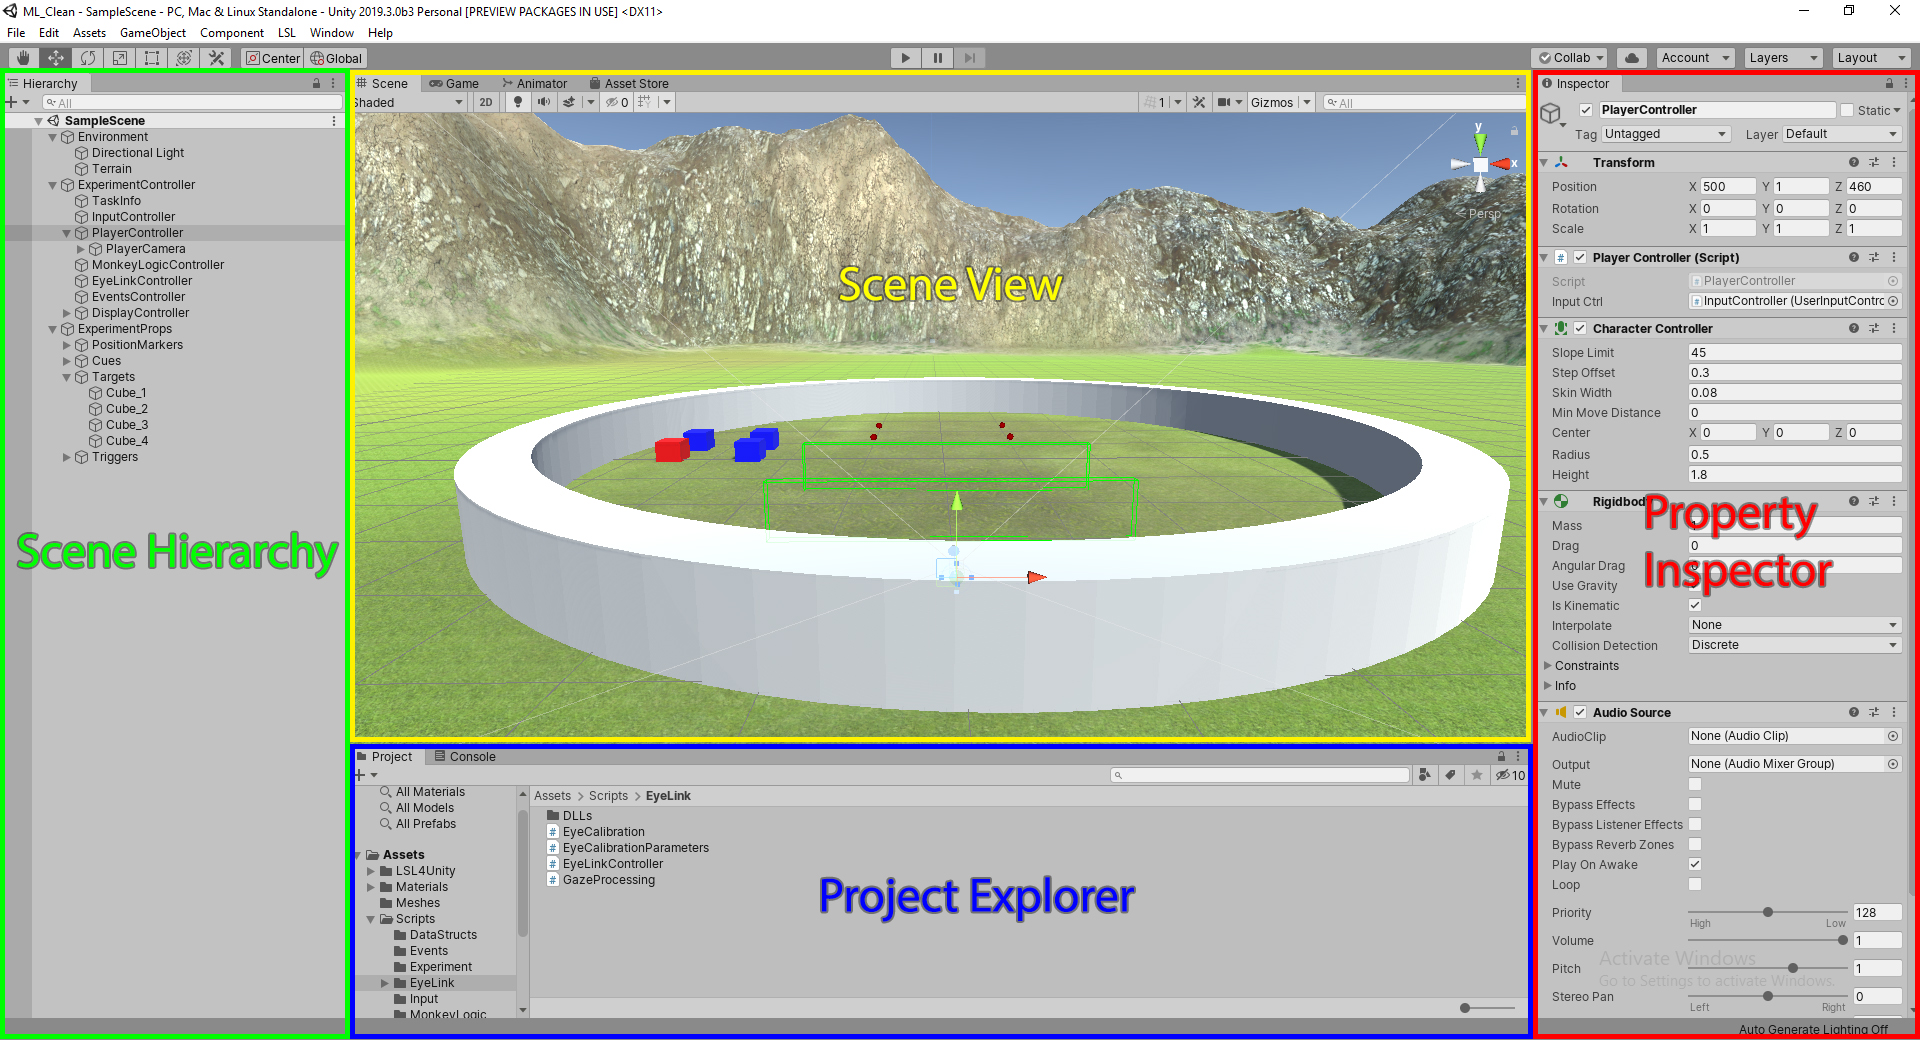 ML_Clean - SampleScene - PC, Mac & Linux Standalone - Unity 2019.3.0b3 Personal [PREVIEW PACKAGES IN USE] <DX11>
File Edit Assets GameObject Component LSL Window Help
Center Global
Collab Account Layers Layout
Hierarchy
All
SampleScene
Environment
Directional Light
Terrain
ExperimentController
TaskInfo
InputController
PlayerController
PlayerCamera
MonkeyLogicController
EyeLinkController
EventsController
DisplayController
ExperimentProps
PositionMarkers
Cues
Targets
Cube_1
Cube_2
Cube_3
Cube_4
Triggers
Scene Hierarchy
Scene Game Animator Asset Store
Shaded 2D 0 1 Gizmos All
y
x
Persp
Scene View
Project Console
10
All Materials
All Models
All Prefabs
Assets
LSL4Unity
Materials
Meshes
Scripts
DataStructs
Events
Experiment
EyeLink
Input
MonkeyLogic
Assets > Scripts > EyeLink
DLLs
EyeCalibration
EyeCalibrationParameters
EyeLinkController
GazeProcessing
Project Explorer
Inspector
PlayerController Static
Tag Untagged Layer Default
Transform
Position X 500 Y 1 Z 460
Rotation X 0 Y 0 Z 0
Scale X 1 Y 1 Z 1
Player Controller (Script)
Script PlayerController
Input Ctrl InputController (UserInputContrc
Character Controller
Slope Limit 45
Step Offset 0.3
Skin Width 0.08
Min Move Distance 0
Center X 0 Y 0 Z 0
Radius 0.5
Height 1.8
Rigidbod
Mass
Drag 0
Angular Drag
Use Gravity
Is Kinematic
Interpolate None
Collision Detection Discrete
Constraints
Info
Property
Inspector
Audio Source
AudioClip None (Audio Clip)
Output None (Audio Mixer Group)
Mute
Bypass Effects
Bypass Listener Effects
Bypass Reverb Zones
Play On Awake
Loop
Priority 128
High Low
Volume 1
Activate Windows
Pitch 1
Go to Settings to activate Windows.
Stereo Pan 0
Left Right
Auto Generate Lighting Off